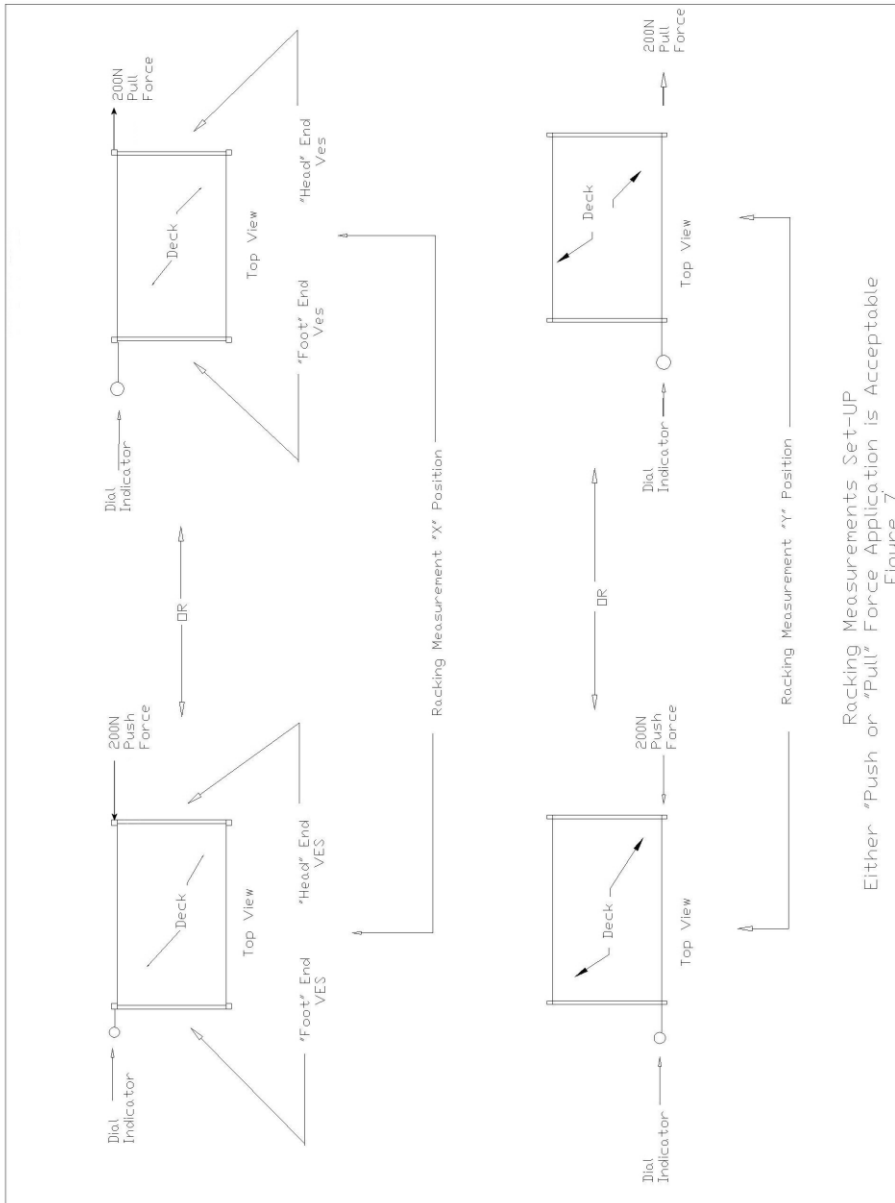 Dial
Indicator
200N
Push
Force
Deck
Top View
"Foot" End
VES
"Head" End
VES
OR
Dial
Indicator
200N
Pull
Force
Deck
Top View
"Foot" End
Ves
"Head" End
Ves
Racking Measurement "X" Position
Dial
Indicator
200N
Push
Force
Deck
Top View
OR
Dial
Indicator
200N
Pull
Force
Deck
Top View
Racking Measurement "Y" Position
Racking Measurements Set-UP
Either "Push or "Pull" Force Application is Acceptable
Figure 7